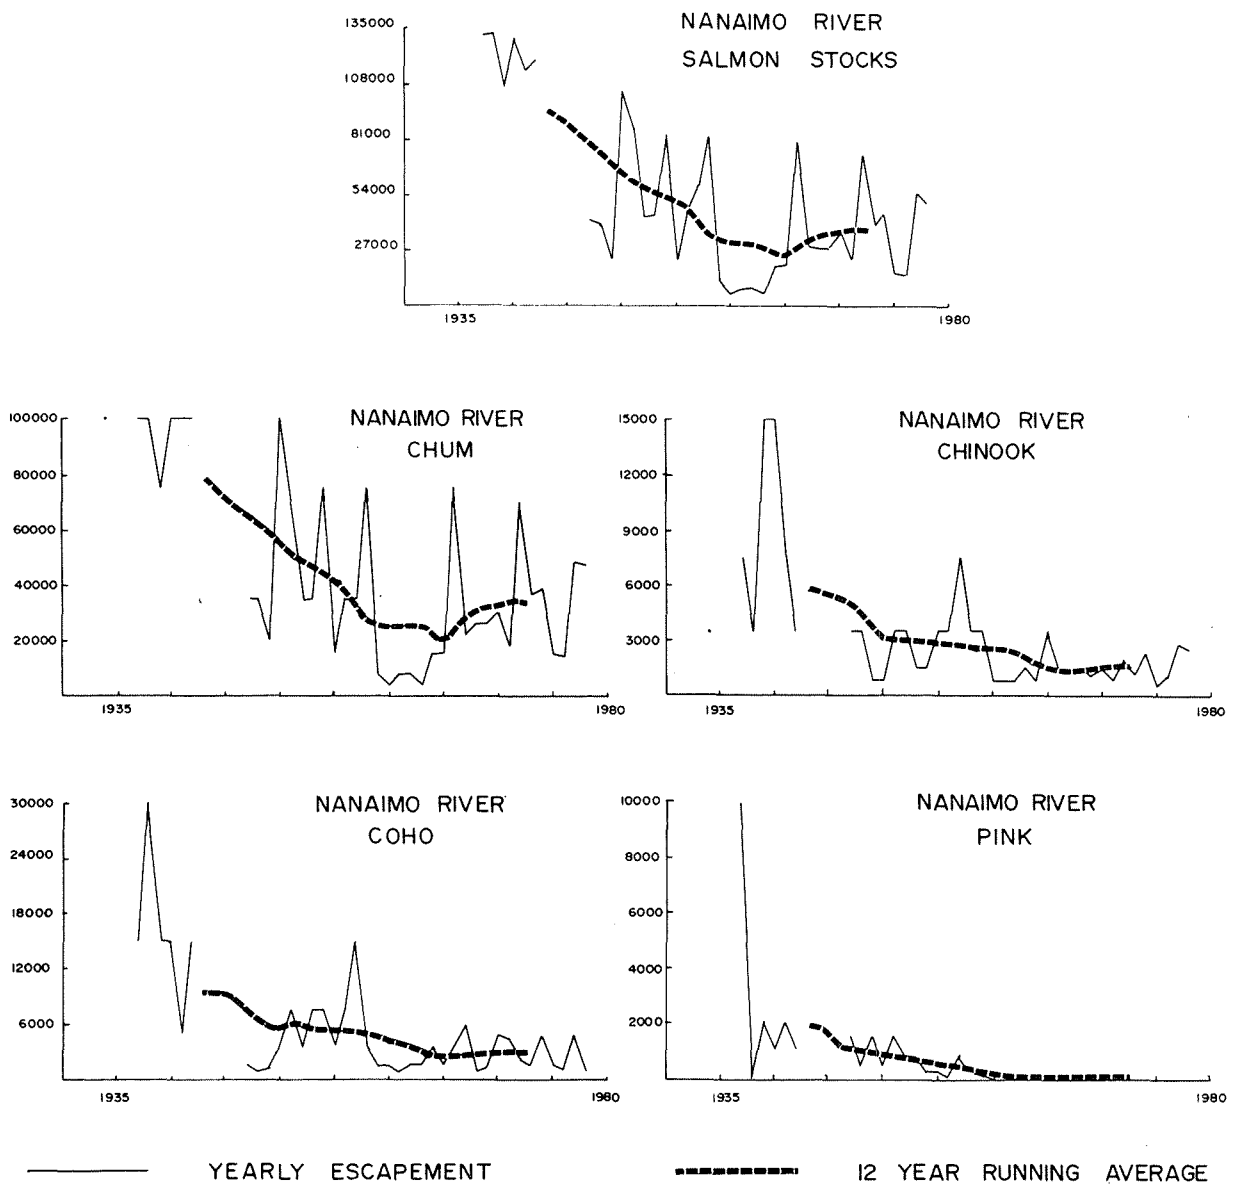 NANAIMO RIVER
SALMON STOCKS
135000
108000
81000
54000
27000
1935
1980
NANAIMO RIVER
CHUM
100000
80000
60000
40000
20000
1935
1980
NANAIMO RIVER
CHINOOK
15000
12000
9000
6000
3000
1935
1980
NANAIMO RIVER
COHO
30000
24000
18000
12000
6000
1935
1980
NANAIMO RIVER
PINK
10000
8000
6000
4000
2000
1935
1980
YEARLY ESCAPEMENT
12 YEAR RUNNING AVERAGE